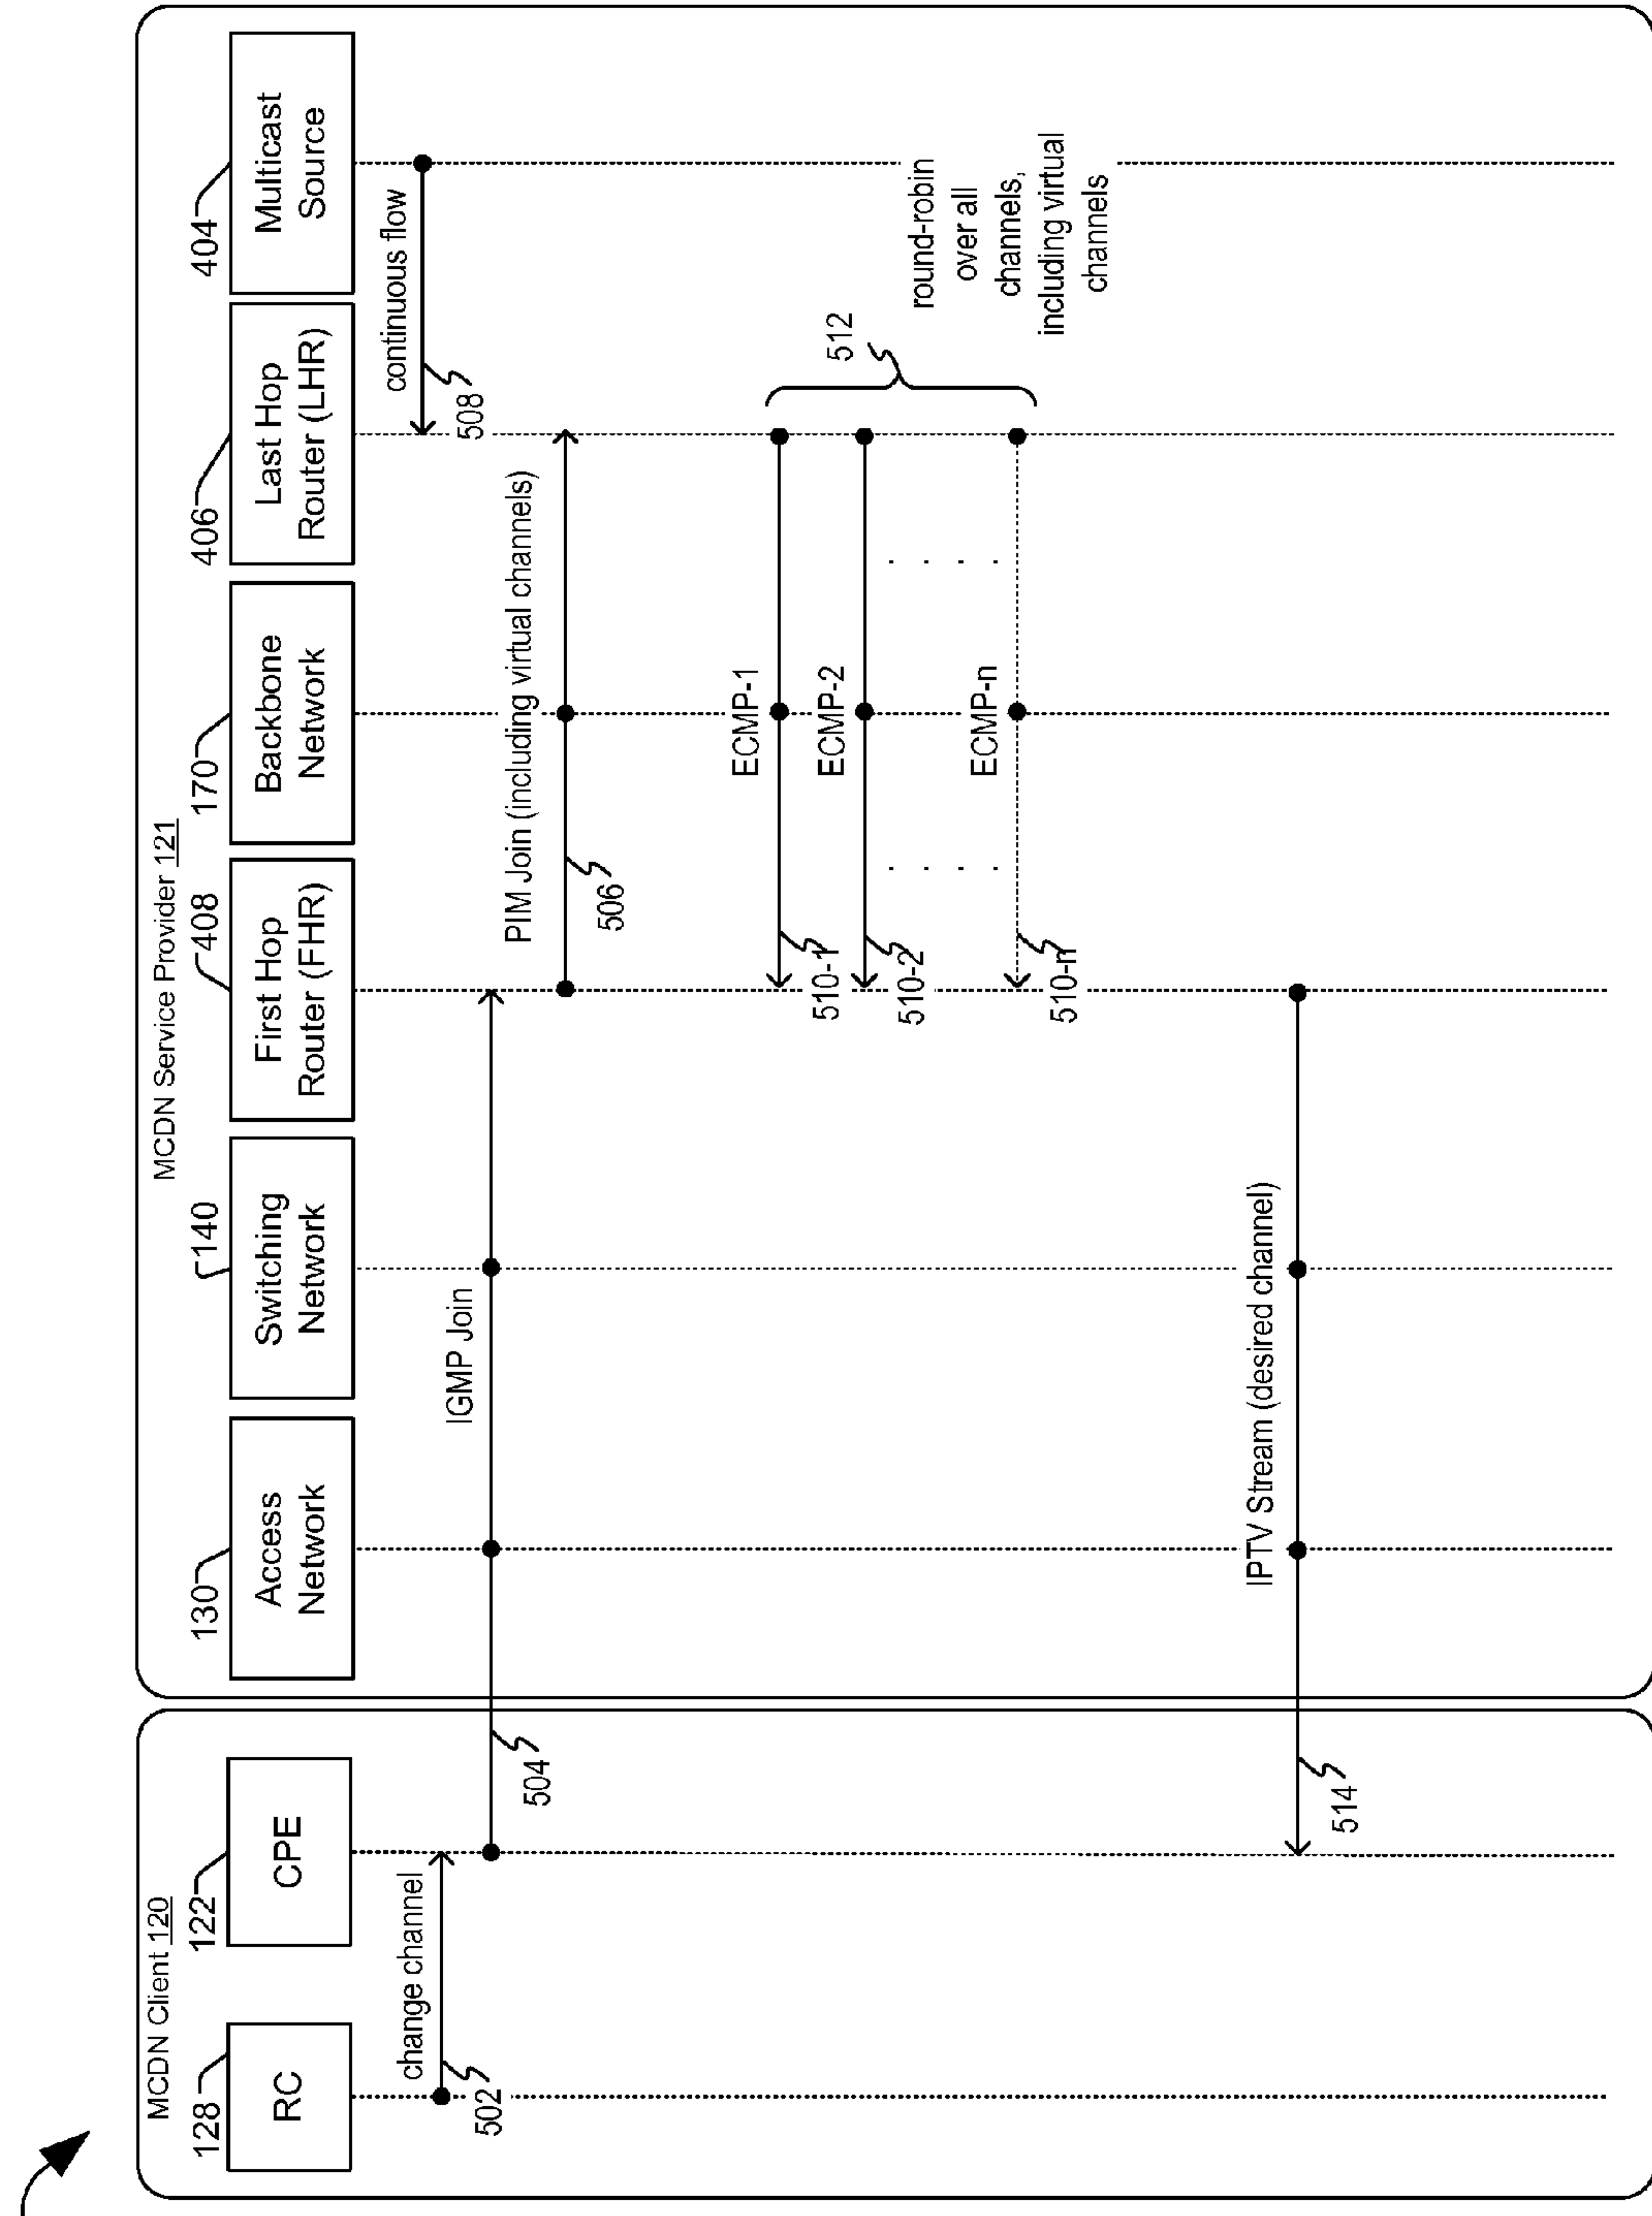 MCDN Client 120
128
RC
122
CPE
MCDN Service Provider 121
130
Access
Network
140
Switching
Network
408
First Hop
Router (FHR)
170
Backbone
Network
406
Last Hop
Router (LHR)
404
Multicast
Source
continuous flow
508
change channel
502
IGMP Join
504
PIM Join (including virtual channels)
506
ECMP-1
510-1
ECMP-2
510-2
ECMP-n
510-n
512
round-robin
over all
channels,
including virtual
channels
IPTV Stream (desired channel)
514